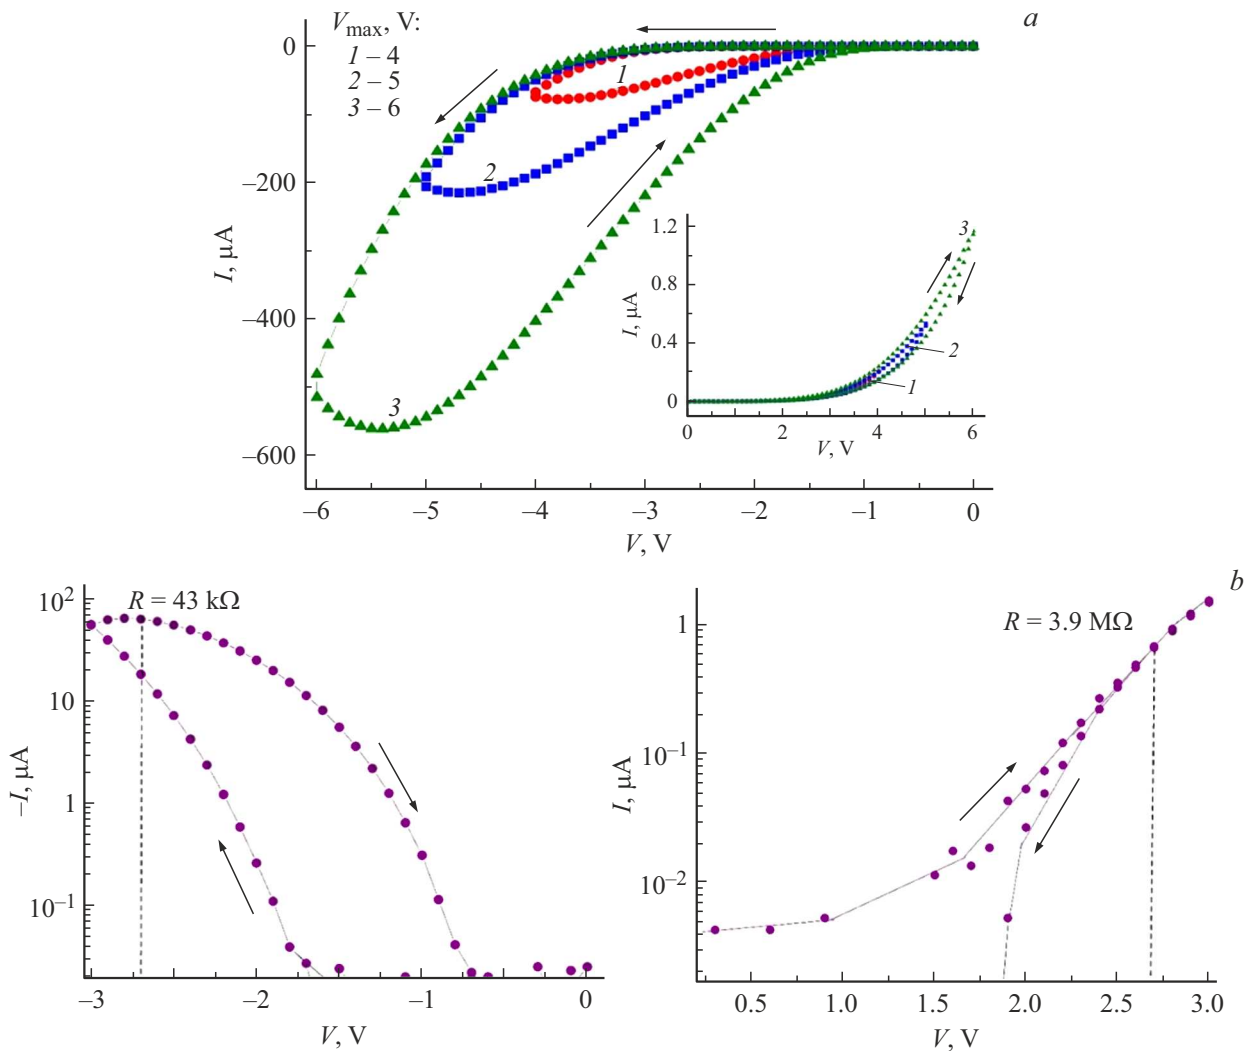 a
V_max, V:
1 – 4
2 – 5
3 – 6
0
–200
–400
–600
I, μA
1
2
3
–6 –5 –4 –3 –2 –1 0
V, V
1.2
0.8
0.4
0
I, μA
3
2
1
0 2 4 6
V, V
b
R = 43 kΩ
10²
10
1
10⁻¹
–I, μA
–3 –2 –1 0
V, V
R = 3.9 MΩ
1
10⁻¹
10⁻²
I, μA
0.5 1.0 1.5 2.0 2.5 3.0
V, V